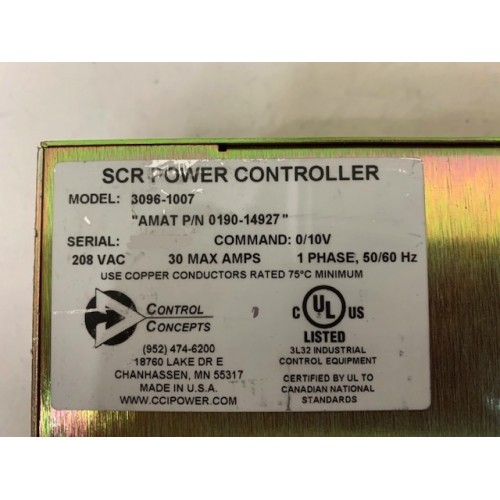 SCR POWER CONTROLLER
MODEL: 3096-1007
"AMAT P/N 0190-14927"
SERIAL: COMMAND: 0/10V
208 VAC 30 MAX AMPS 1 PHASE, 50/60 Hz
USE COPPER CONDUCTORS RATED 75°C MINIMUM
CONTROL
CONCEPTS
(952) 474-6200
18760 LAKE DR E
CHANHASSEN, MN 55317
MADE IN U.S.A.
WWW.CCIPOWER.COM
C UL US
LISTED
3L32 INDUSTRIAL
CONTROL EQUIPMENT
CERTIFIED BY UL TO
CANADIAN NATIONAL
STANDARDS